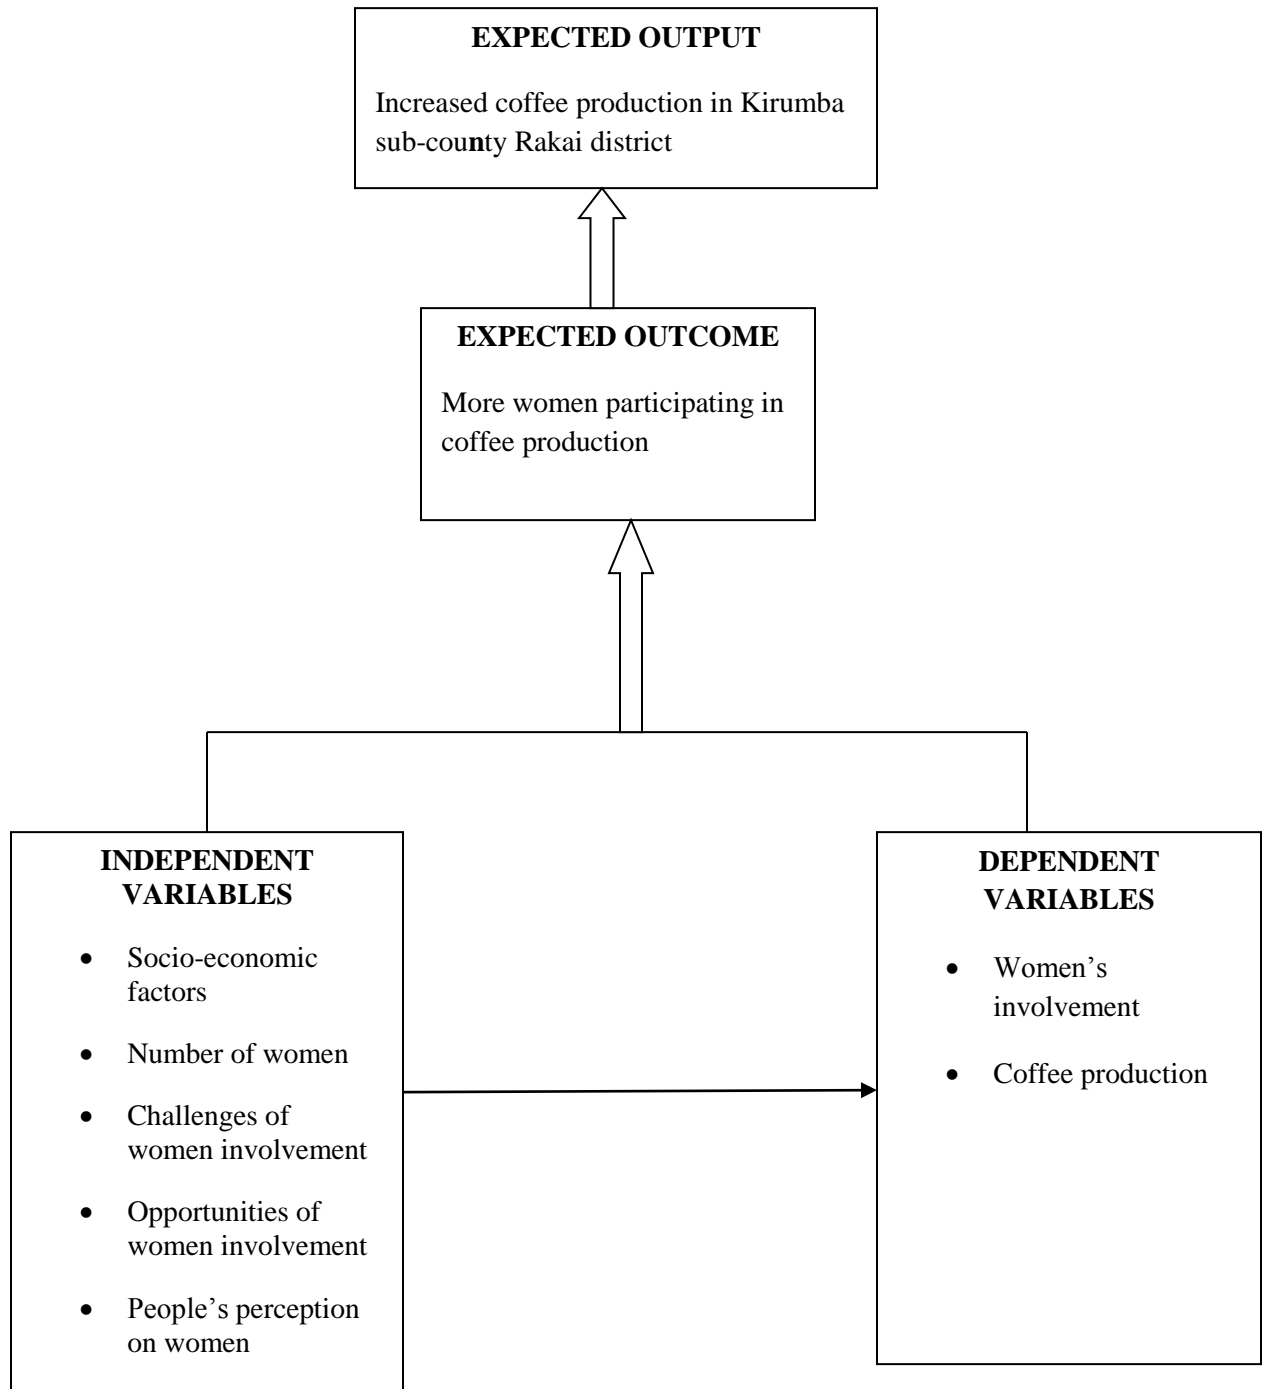 EXPECTED OUTPUT
Increased coffee production in Kirumba
sub-county Rakai district
EXPECTED OUTCOME
More women participating in
coffee production
INDEPENDENT
VARIABLES
• Socio-economic
factors
• Number of women
• Challenges of
women involvement
• Opportunities of
women involvement
• People’s perception
on women
DEPENDENT
VARIABLES
• Women’s
involvement
• Coffee production